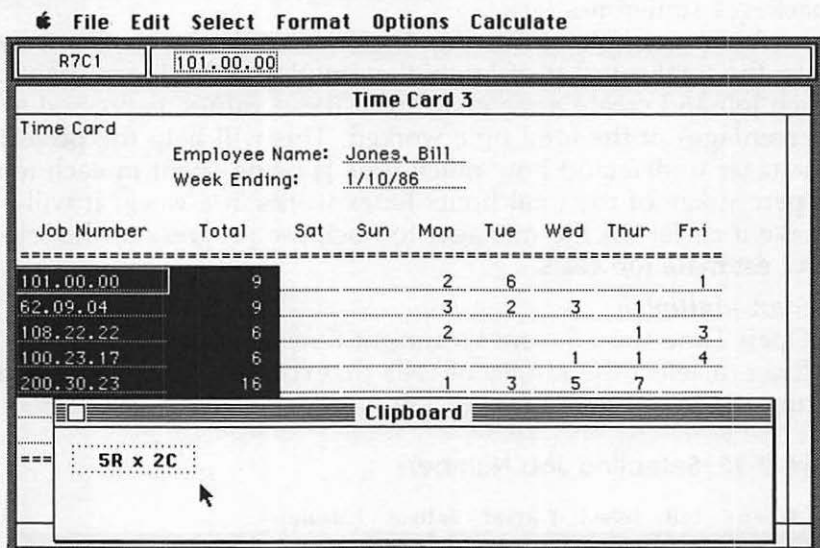 File Edit Select Format Options Calculate
R7C1 101.00.00
Time Card 3
Time Card
Employee Name: Jones, Bill
Week Ending: 1/10/86
Job Number Total Sat Sun Mon Tue Wed Thur Fri
101.00.00 9 2 6 1
62.09.04 9 3 2 3 1
108.22.22 6 2 1 3
100.23.17 6 1 1 4
200.30.23 16 1 3 5 7
Clipboard
5R x 2C